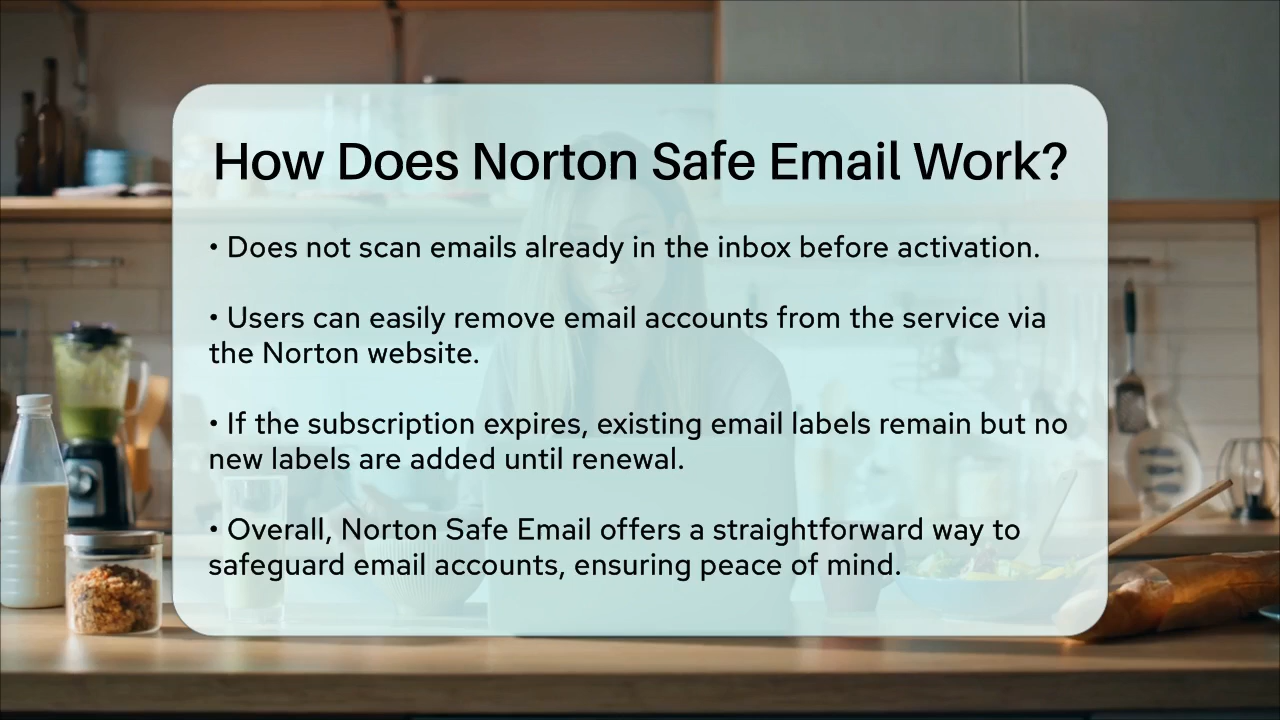 How Does Norton Safe Email Work?
• Does not scan emails already in the inbox before activation.
• Users can easily remove email accounts from the service via
the Norton website.
• If the subscription expires, existing email labels remain but no
new labels are added until renewal.
• Overall, Norton Safe Email offers a straightforward way to
safeguard email accounts, ensuring peace of mind.